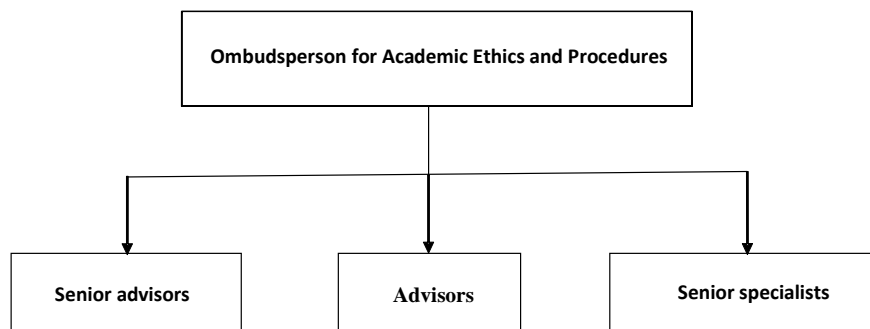 Ombudsperson for Academic Ethics and Procedures
Senior advisors
Advisors
Senior specialists